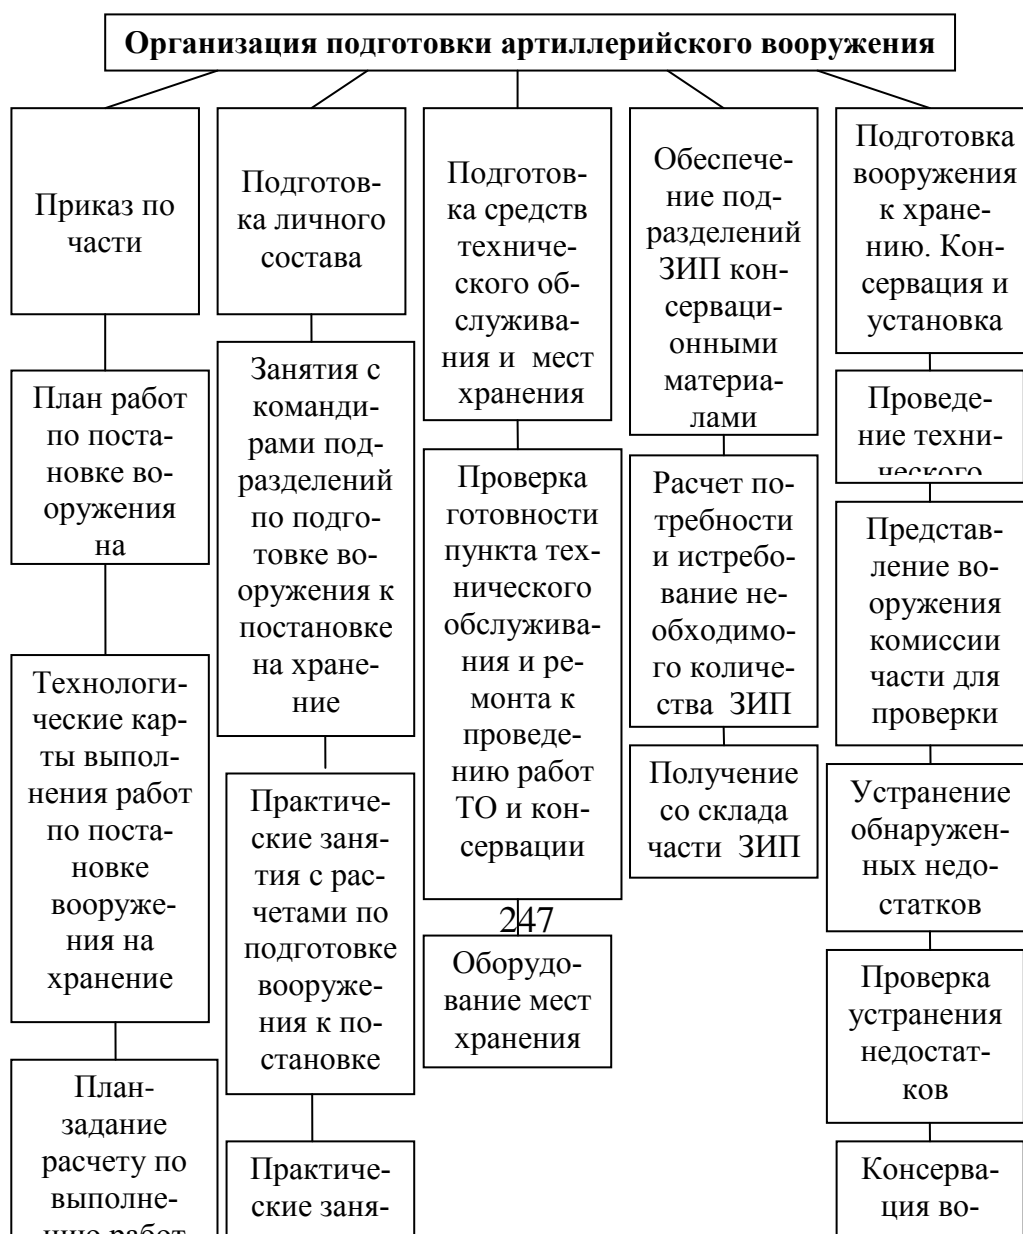 Организация подготовки артиллерийского вооружения
Приказ по
части
План работ
по поста-
новке во-
оружения
на
Технологи-
ческие кар-
ты выпол-
нения работ
по поста-
новке
вооруже-
ния на
хранение
План-
задание
расчету по
выполне-
нию работ
Подготов-
ка личного
состава
Занятия с
команди-
рами под-
разделений
по подго-
товке во-
оружения к
постановке
на хране-
ние
Практиче-
ские заня-
тия с рас-
четами по
подготовке
вооруже-
ния к по-
становке
Практиче-
ские заня-
Подготов-
ка средств
техниче-
ского об-
служива-
ния и мест
хранения
Проверка
готовности
пункта тех-
нического
обслужива-
ния и ре-
монта к
проведе-
нию работ
ТО и кон-
сервации
247
Оборудо-
вание мест
хранения
Обеспече-
ние под-
разделений
ЗИП кон-
серваци-
онными
материа-
лами
Расчет по-
требности
и истребо-
вание не-
обходимо-
го количе-
ства ЗИП
Получение
со склада
части ЗИП
Подготовка
вооружения
к хране-
нию. Кон-
сервация и
установка
Проведе-
ние техни-
ческого
Представ-
ление во-
оружения
комиссии
части для
проверки
Устранение
обнаружен-
ных недо-
статков
Проверка
устранения
недостат-
ков
Консерва-
ция во-